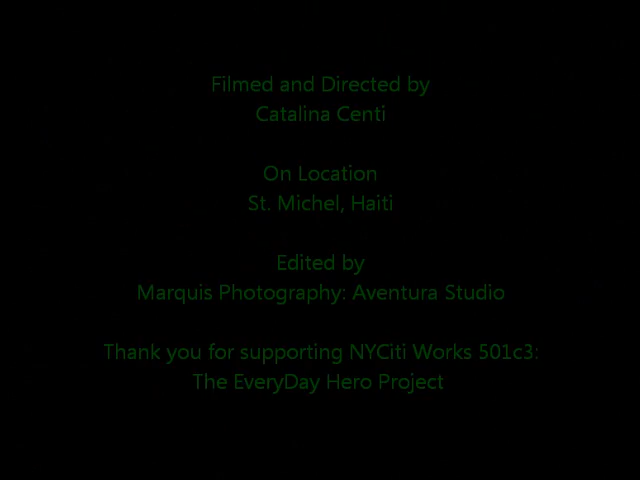 Filmed and Directed by
Catalina Centi
On Location
St. Michel, Haiti
Edited by
Marquis Photography: Aventura Studio
Thank you for supporting NYCiti Works 501c3:
The EveryDay Hero Project